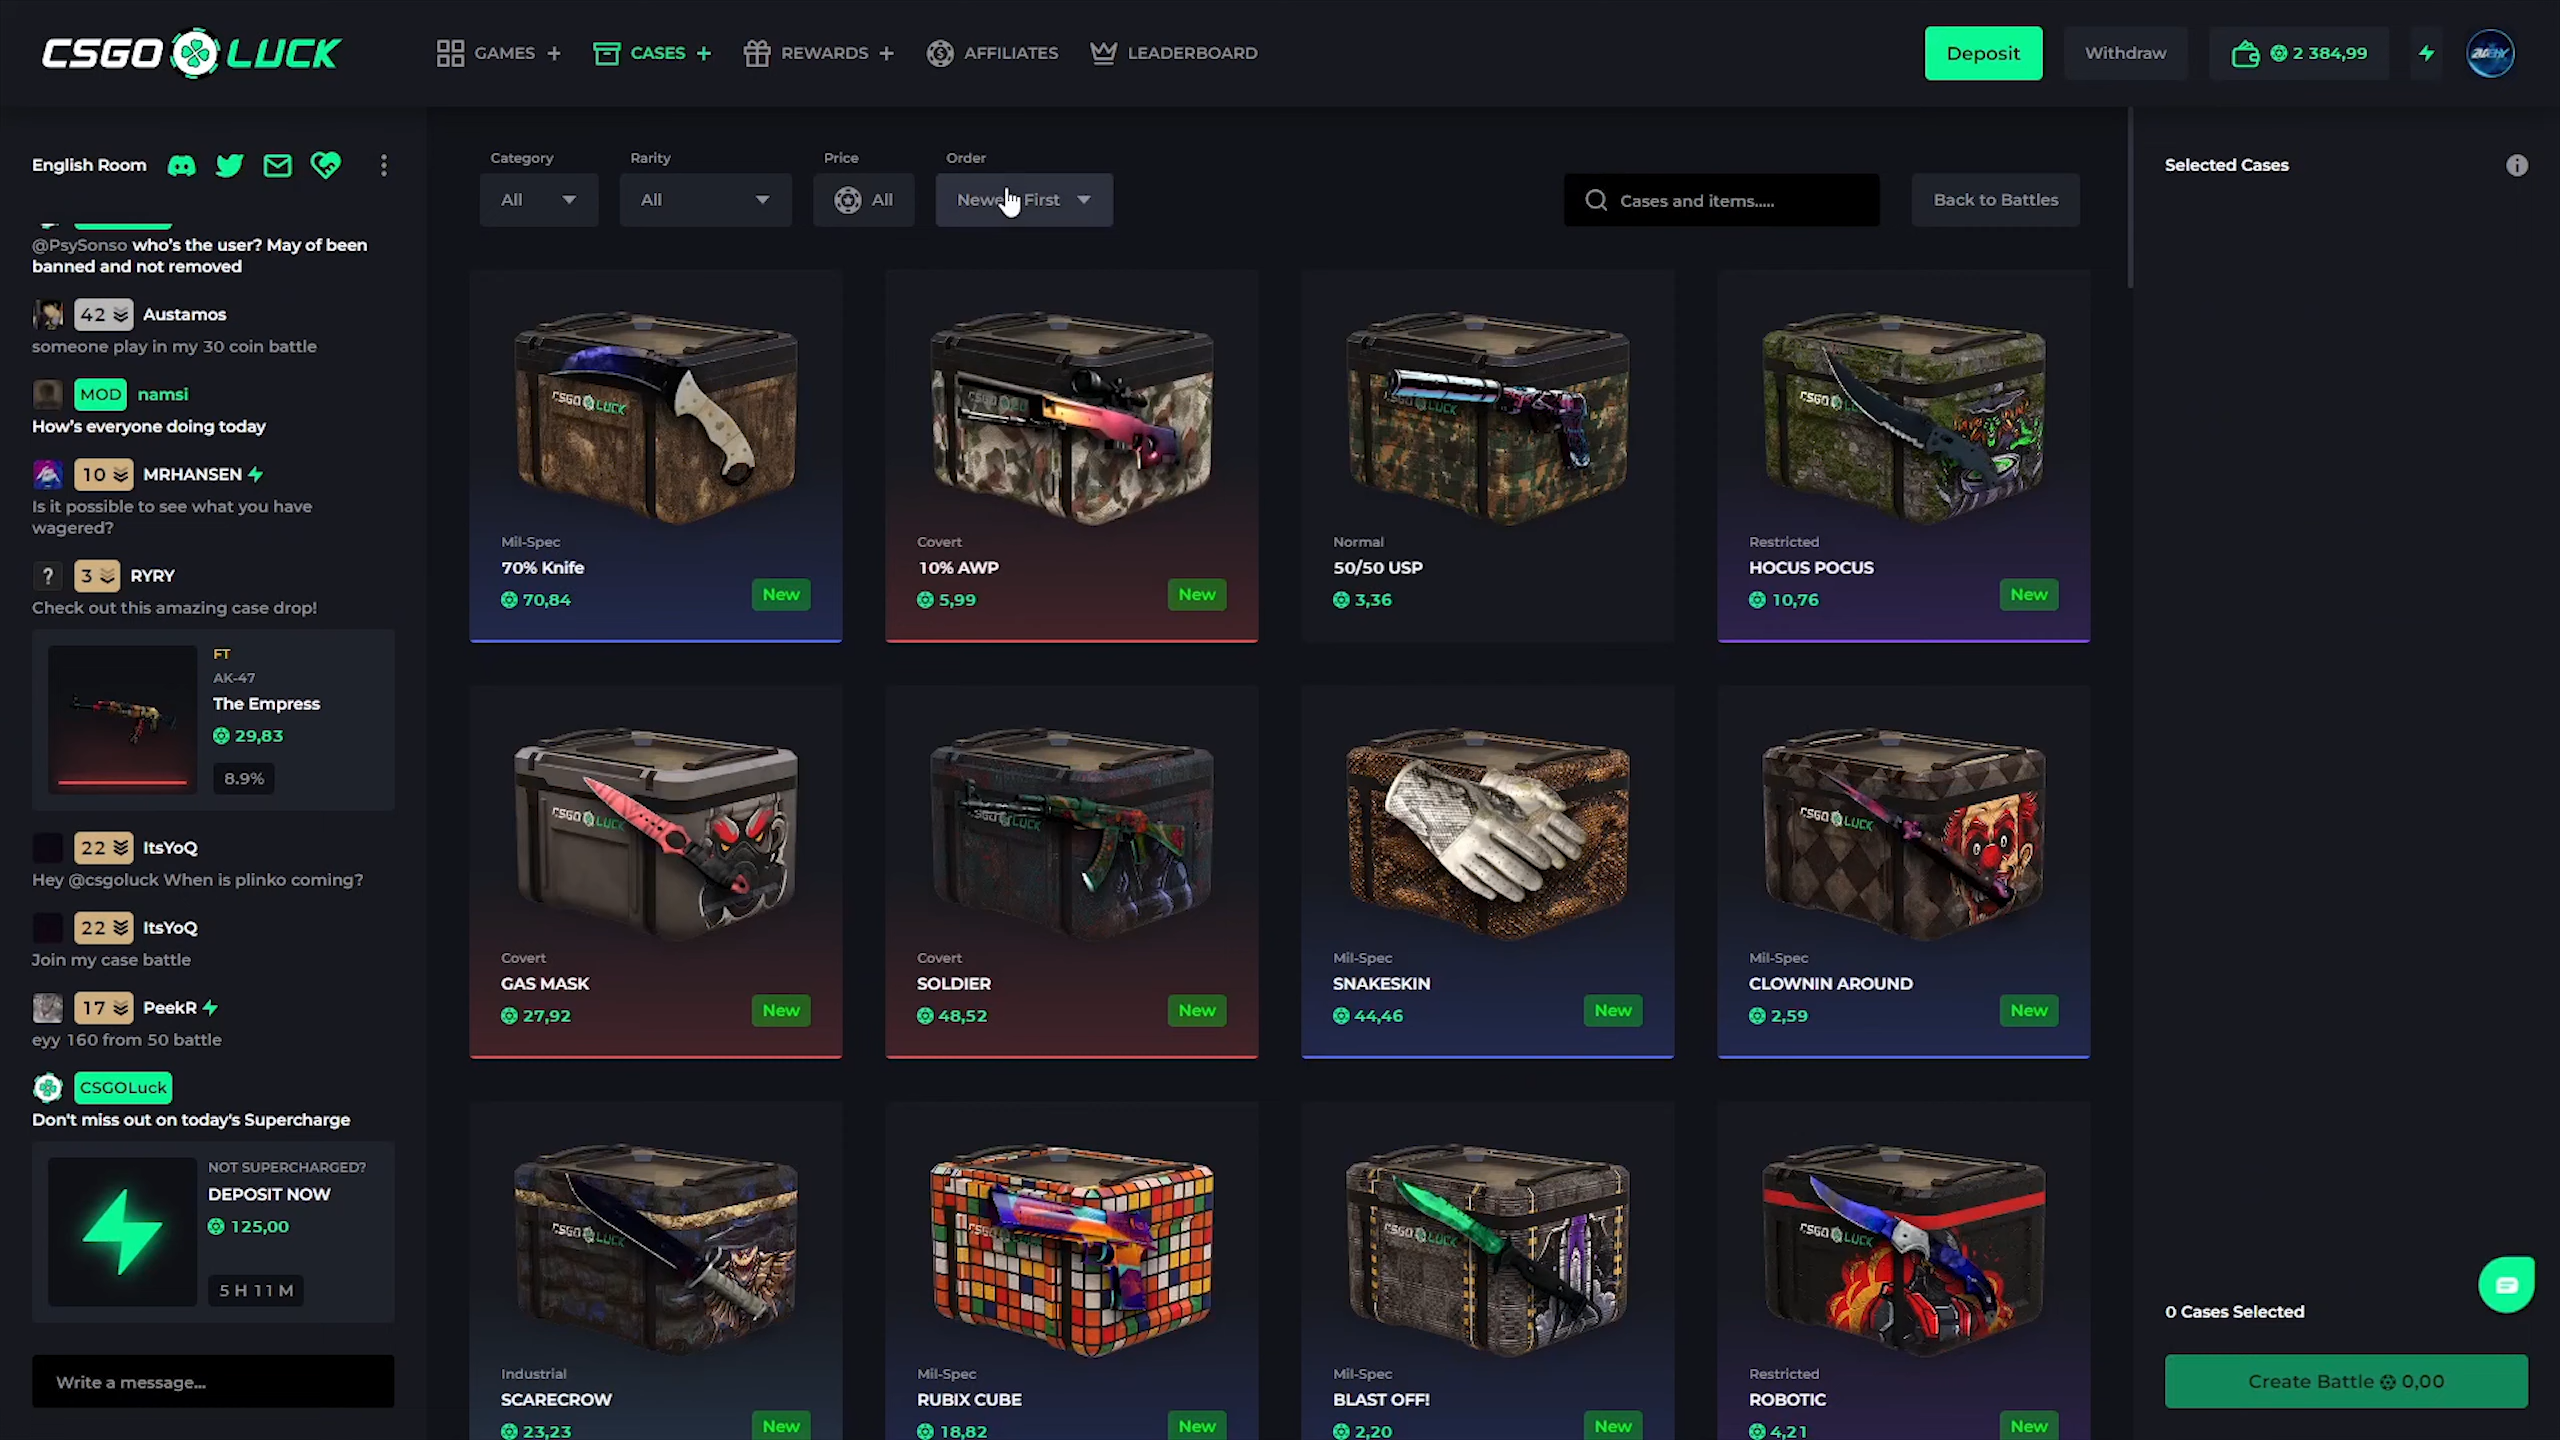 CSGO LUCK
GAMES +
CASES +
REWARDS +
AFFILIATES
LEADERBOARD
Deposit
Withdraw
2 384,99
English Room
@PsySonso who's the user? May of been
banned and not removed
42 Austamos
someone play in my 30 coin battle
MOD namsi
How's everyone doing today
10 MRHANSEN
Is it possible to see what you have
wagered?
? 3 RYRY
Check out this amazing case drop!
FT
AK-47
The Empress
29,83
8.9%
22 ItsYoQ
Hey @csgoluck When is plinko coming?
22 ItsYoQ
Join my case battle
17 PeekR
eyy 160 from 50 battle
CSGOLuck
Don't miss out on today's Supercharge
NOT SUPERCHARGED?
DEPOSIT NOW
125,00
5 H 11 M
Write a message...
Category
All
Rarity
All
Price
All
Order
First
Cases and items.....
Back to Battles
Mil-Spec
70% Knife
70,84
New
Covert
10% AWP
5,99
New
Normal
50/50 USP
3,36
Restricted
HOCUS POCUS
10,76
New
Covert
GAS MASK
27,92
New
Covert
SOLDIER
48,52
New
Mil-Spec
SNAKESKIN
44,46
New
Mil-Spec
CLOWNIN AROUND
2,59
New
Industrial
SCARECROW
23,23
New
Mil-Spec
RUBIX CUBE
18,82
New
Mil-Spec
BLAST OFF!
2,20
New
Restricted
ROBOTIC
4,21
New
Selected Cases
0 Cases Selected
Create Battle 0,00